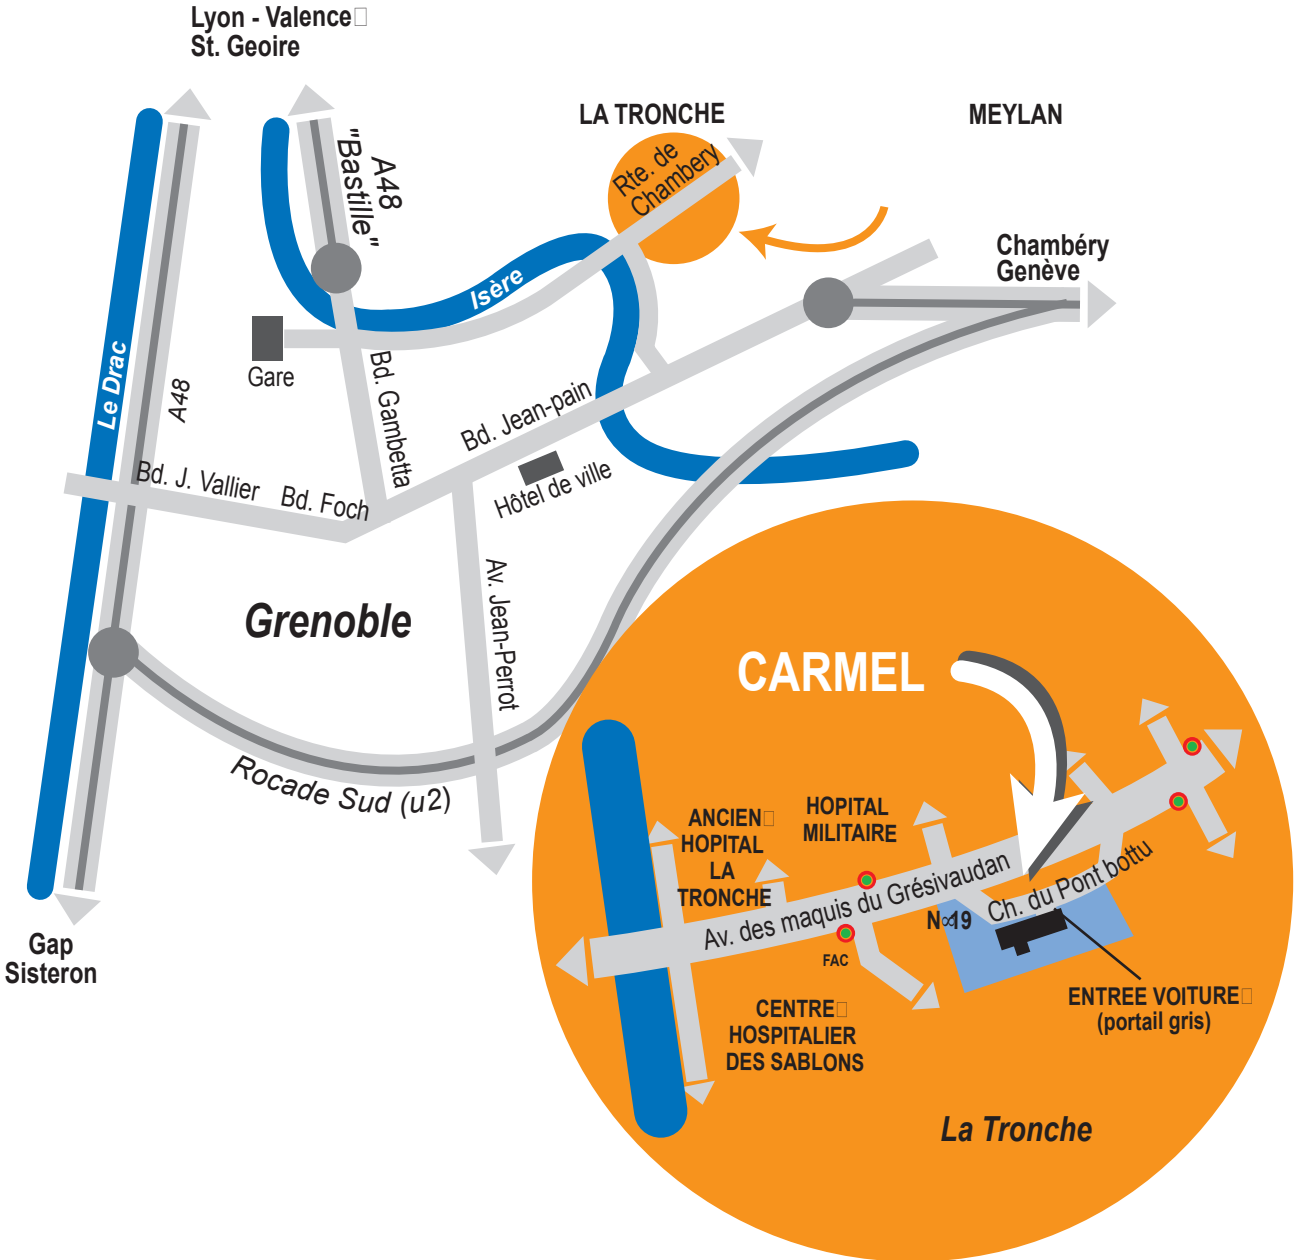 Lyon - Valence
St. Geoire
LA TRONCHE
MEYLAN
A48
"Bastille"
Rte. de
Chambery
Chambéry
Genève
Isère
Le Drac
A48
Gare
Bd. Gambetta
Bd. Jean-pain
Hôtel de ville
Bd. J. Vallier
Bd. Foch
Av. Jean-Perrot
Grenoble
Rocade Sud (u2)
Gap
Sisteron
CARMEL
ANCIEN
HOPITAL
LA
TRONCHE
HOPITAL
MILITAIRE
Av. des maquis du Grésivaudan
Ch. du Pont bottu
N∞19
FAC
CENTRE
HOSPITALIER
DES SABLONS
ENTREE VOITURE
(portail gris)
La Tronche